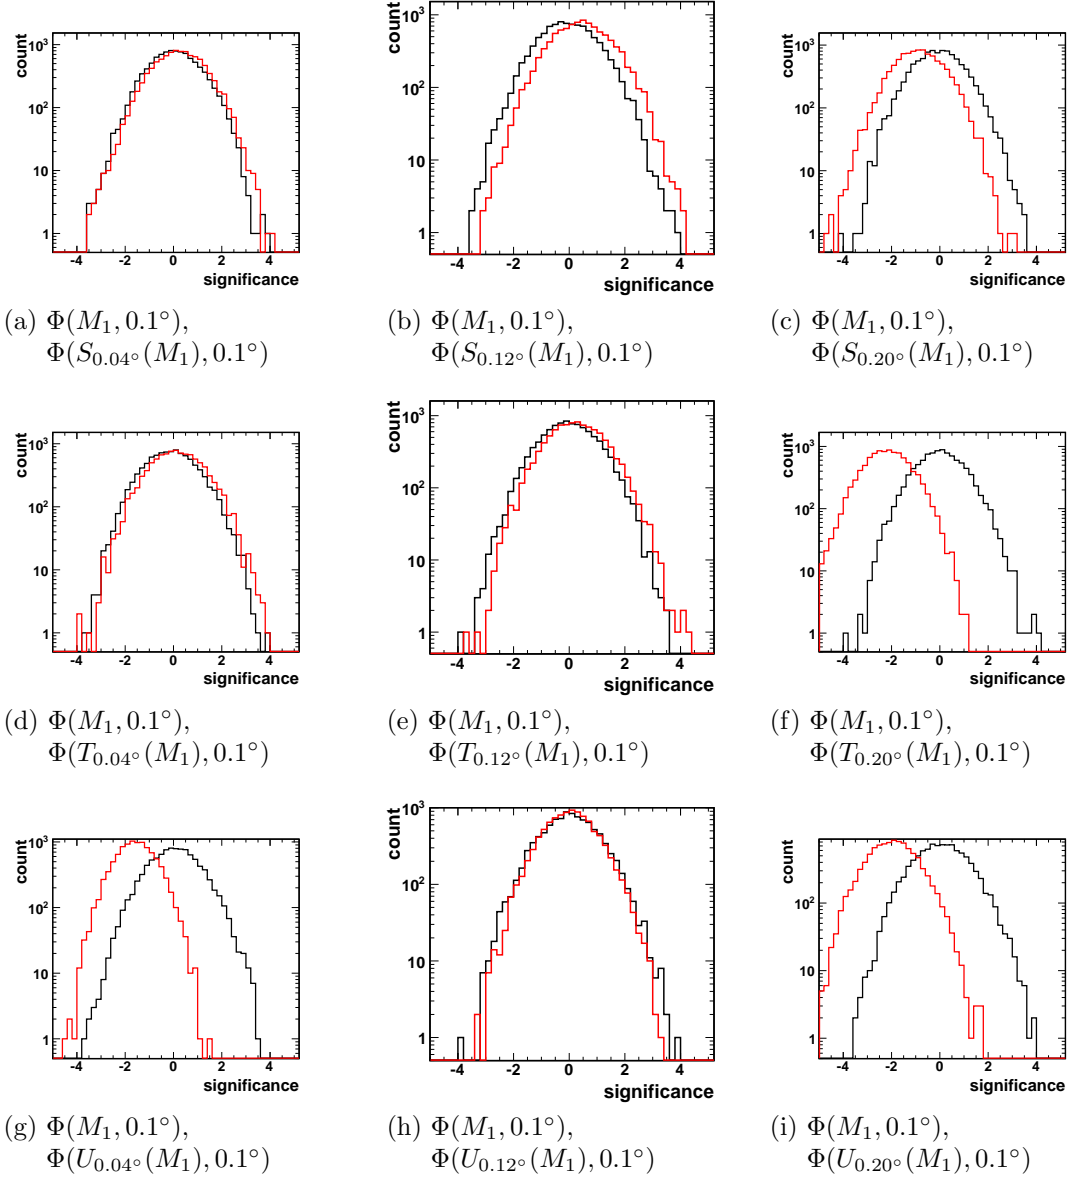 count
10³
10²
10
1
-4 -2 0 2 4
significance
(a) Φ(M₁, 0.1°),
Φ(S₀.₀₄°(M₁), 0.1°)
count
10³
10²
10
1
-4 -2 0 2 4
significance
(b) Φ(M₁, 0.1°),
Φ(S₀.₁₂°(M₁), 0.1°)
count
10³
10²
10
1
-4 -2 0 2 4
significance
(c) Φ(M₁, 0.1°),
Φ(S₀.₂₀°(M₁), 0.1°)
count
10³
10²
10
1
-4 -2 0 2 4
significance
(d) Φ(M₁, 0.1°),
Φ(T₀.₀₄°(M₁), 0.1°)
count
10³
10²
10
1
-4 -2 0 2 4
significance
(e) Φ(M₁, 0.1°),
Φ(T₀.₁₂°(M₁), 0.1°)
count
10³
10²
10
1
-4 -2 0 2 4
significance
(f) Φ(M₁, 0.1°),
Φ(T₀.₂₀°(M₁), 0.1°)
count
10³
10²
10
1
-4 -2 0 2 4
significance
(g) Φ(M₁, 0.1°),
Φ(U₀.₀₄°(M₁), 0.1°)
count
10³
10²
10
1
-4 -2 0 2 4
significance
(h) Φ(M₁, 0.1°),
Φ(U₀.₁₂°(M₁), 0.1°)
count
10³
10²
10
1
-4 -2 0 2 4
significance
(i) Φ(M₁, 0.1°),
Φ(U₀.₂₀°(M₁), 0.1°)